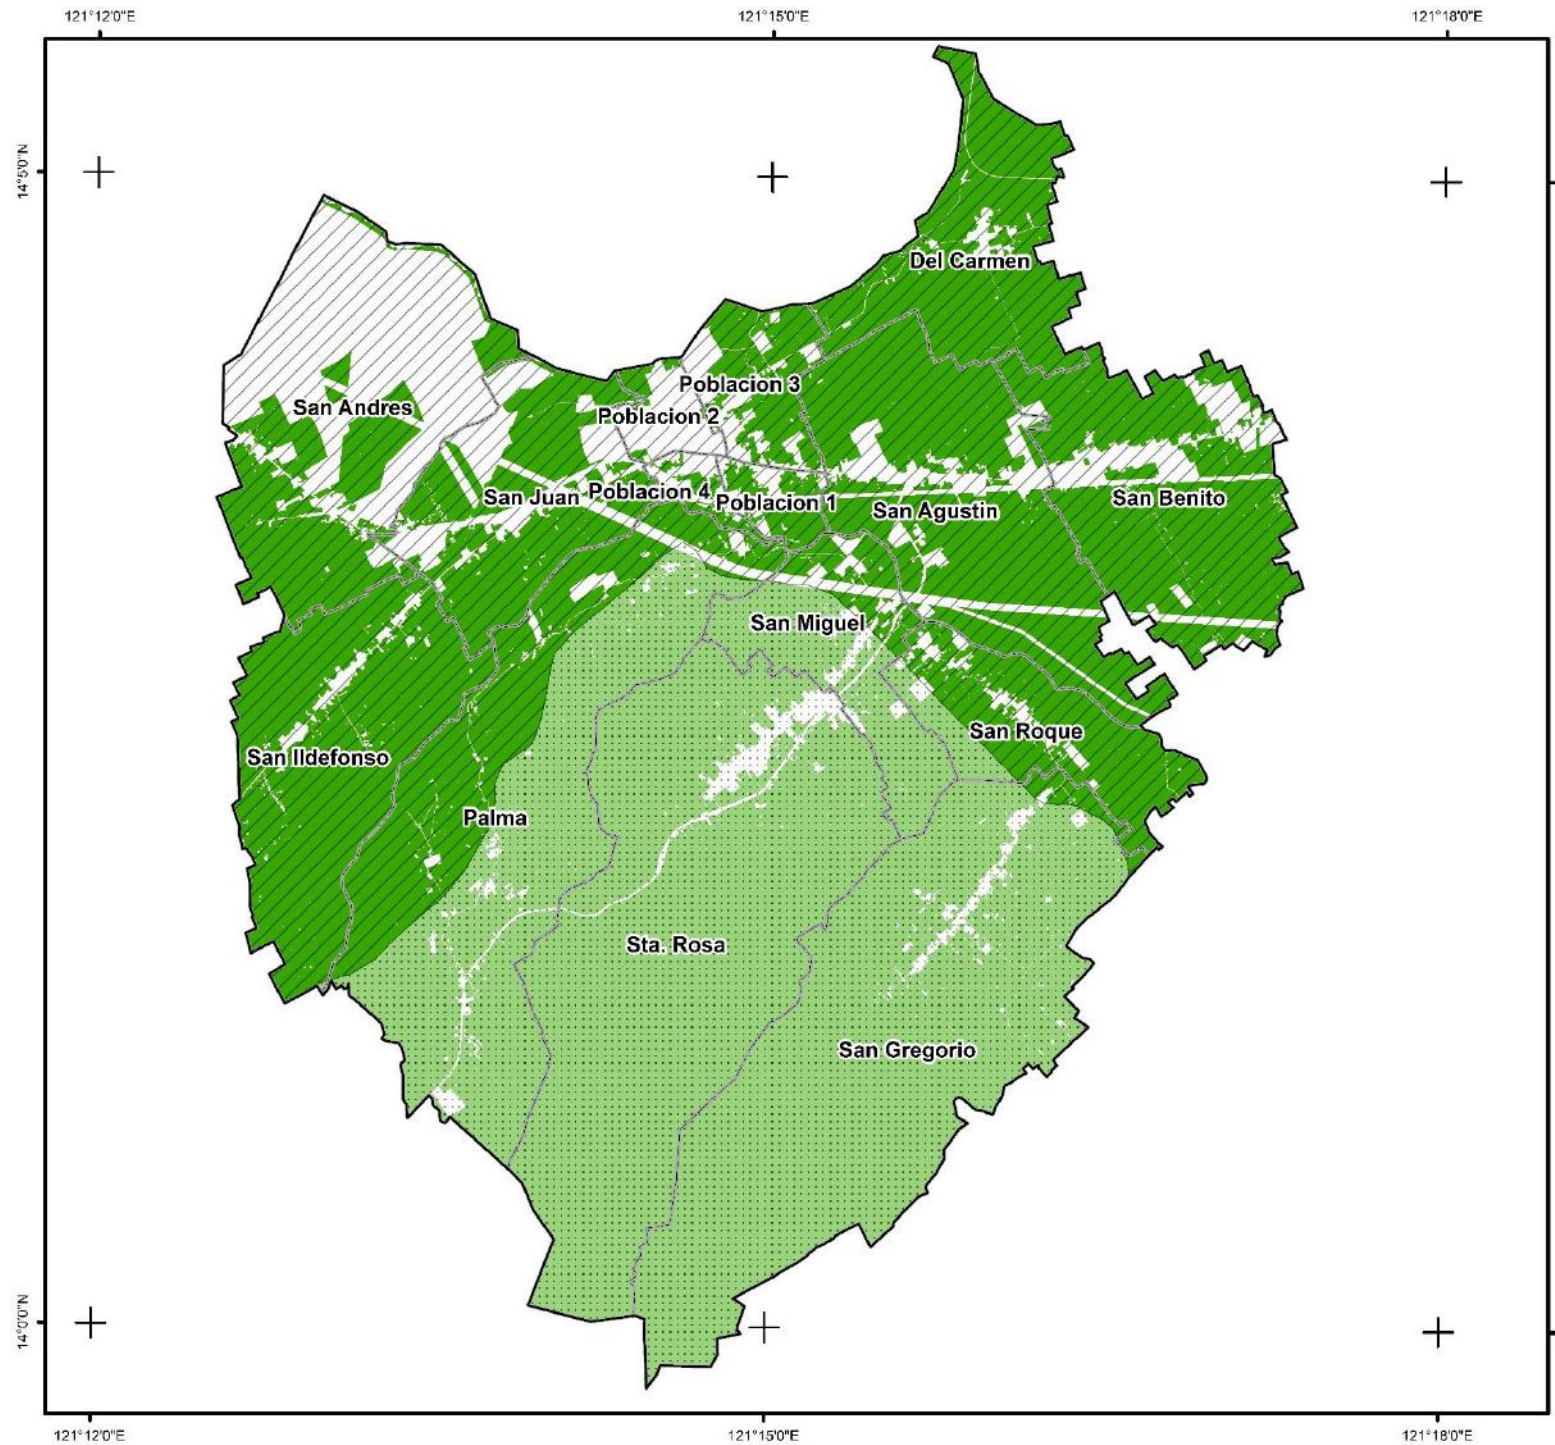 121°12'0"E
121°15'0"E
121°18'0"E
14°5'0"N
Del Carmen
Poblacion 3
San Andres
Poblacion 2
San Juan
Poblacion 4
Poblacion 1
San Agustin
San Benito
San Miguel
San Roque
San Ildefonso
Palma
Sta. Rosa
San Gregorio
14°0'0"N
121°12'0"E
121°15'0"E
121°18'0"E